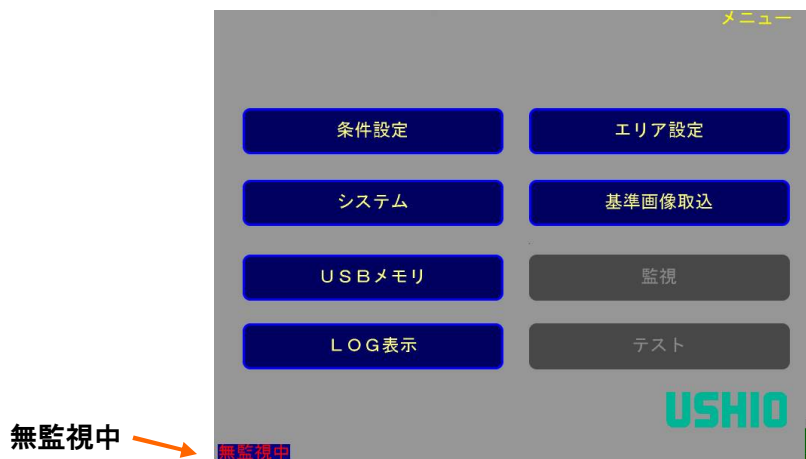 メニュー
条件設定
エリア設定
システム
基準画像取込
USBメモリ
監視
LOG表示
テスト
USHIO
無監視中
無監視中